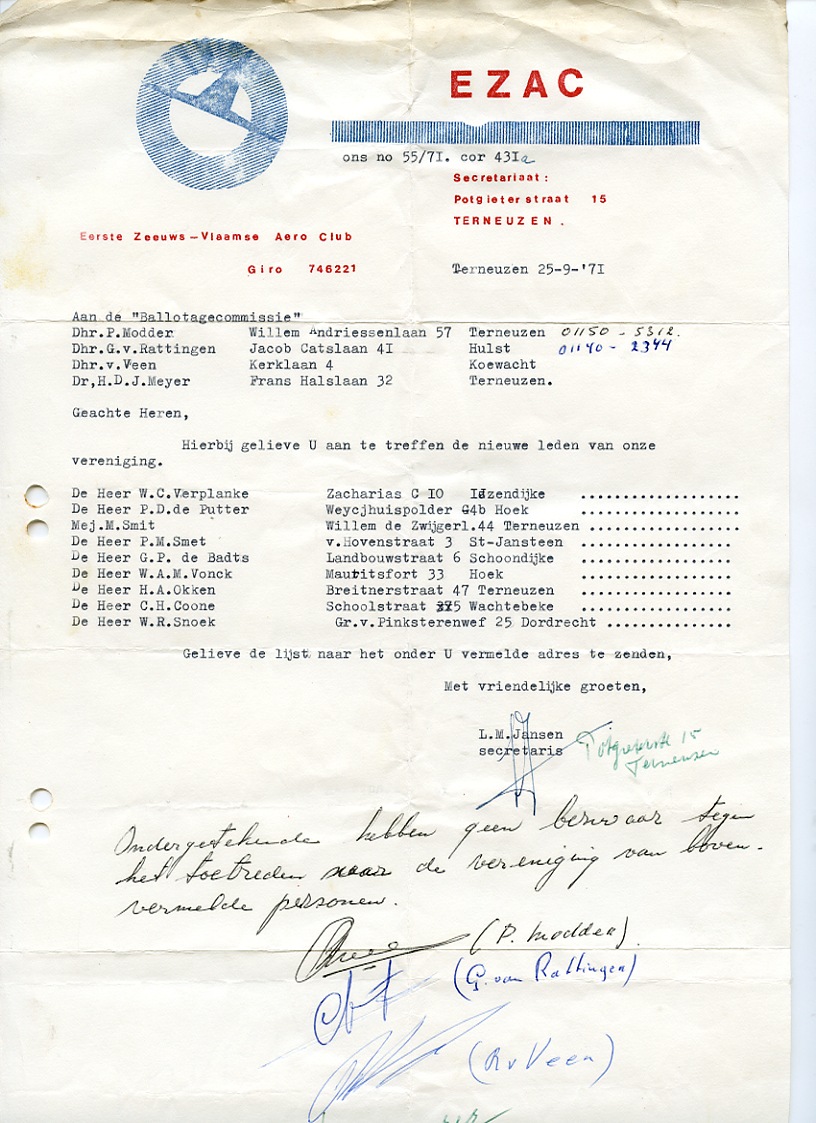 EZAC
ons no 55/7I. cor 43Ia
Secretariaat:
Potgieterstraat 15
TERNEUZEN.
Eerste Zeeuws-Vlaamse Aero Club
Giro 746221
Terneuzen 25-9-'7I
Aan de "Ballotagecommissie"
Dhr.P.Modder Willem Andriessenlaan 57 Terneuzen 01150 - 5312.
Dhr.G.v.Rattingen Jacob Catslaan 4I Hulst 01140 - 2344
Dhr.v.Veen Kerklaan 4 Koewacht
Dr,H.D.J.Meyer Frans Halslaan 32 Terneuzen.
Geachte Heren,
Hierbij gelieve U aan te treffen de nieuwe leden van onze
vereniging.
De Heer W.C.Verplanke Zacharias C IO IJzendijke ....................
De Heer P.D.de Putter Weycjhuispolder G4b Hoek ....................
Mej.M.Smit Willem de Zwijgerl.44 Terneuzen ...................
De Heer P.M.Smet v.Hovenstraat 3 St-Jansteen ...................
De Heer G.P. de Badts Landbouwstraat 6 Schoondijke ...................
De Heer W.A.M.Vonck Mauritsfort 33 Hoek ...................
De Heer H.A.Okken Breitnerstraat 47 Terneuzen ...................
De Heer C.H.Coone Schoolstraat 225 Wachtebeke ...................
De Heer W.R.Snoek Gr.v.Pinksterenwef 25 Dordrecht ................
Gelieve de lijst naar het onder U vermelde adres te zenden,
Met vriendelijke groeten,
L.M.Jansen
secretaris
Potgieterstr 15
Terneuzen
Ondergetekende hebben geen bezwaar tegen
het toetreden naar de vereniging van boven-
vermelde personen.
(P. Modder).
(G. van Rattingen)
(R v Veen)